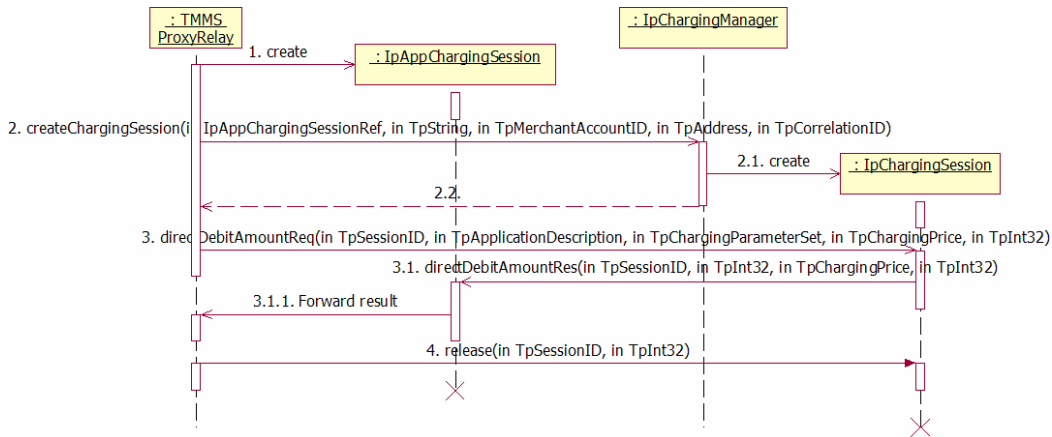 : TMMS
ProxyRelay
: IpChargingManager
1. create
: IpAppChargingSession
2. createChargingSession(i IpAppChargingSessionRef, in TpString, in TpMerchantAccountID, in TpAddress, in TpCorrelationID)
2.1. create
: IpChargingSession
2.2.
3. directDebitAmountReq(in TpSessionID, in TpApplicationDescription, in TpChargingParameterSet, in TpChargingPrice, in TpInt32)
3.1. directDebitAmountRes(in TpSessionID, in TpInt32, in TpChargingPrice, in TpInt32)
3.1.1. Forward result
4. release(in TpSessionID, in TpInt32)